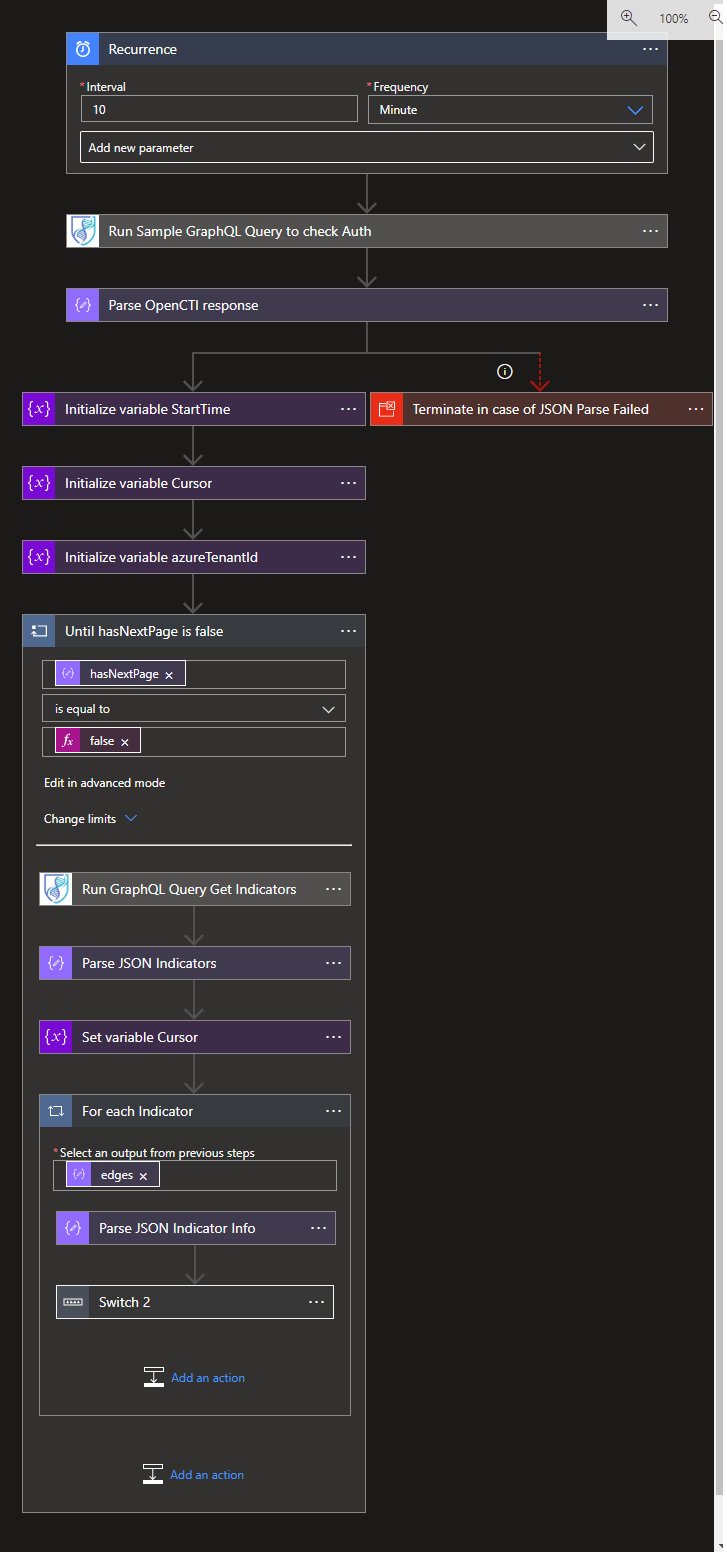 100%
Recurrence
* Interval
* Frequency
10
Minute
Add new parameter
Run Sample GraphQL Query to check Auth
Parse OpenCTI response
Initialize variable StartTime
Terminate in case of JSON Parse Failed
Initialize variable Cursor
Initialize variable azureTenantId
Until hasNextPage is false
hasNextPage
is equal to
fx false
Edit in advanced mode
Change limits
Run GraphQL Query Get Indicators
Parse JSON Indicators
{x} Set variable Cursor
For each Indicator
* Select an output from previous steps
edges
Parse JSON Indicator Info
Switch 2
Add an action
Add an action